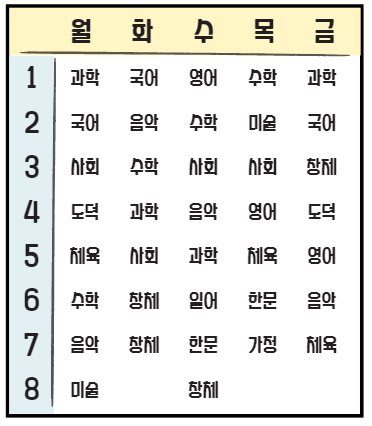 월 화 수 목 금
1 과학 국어 영어 수학 과학
2 국어 음악 수학 미술 국어
3 사회 수학 사회 사회 창체
4 도덕 과학 음악 영어 도덕
5 체육 사회 과학 체육 영어
6 수학 창체 일어 한문 음악
7 음악 창체 한문 가정 체육
8 미술 창체